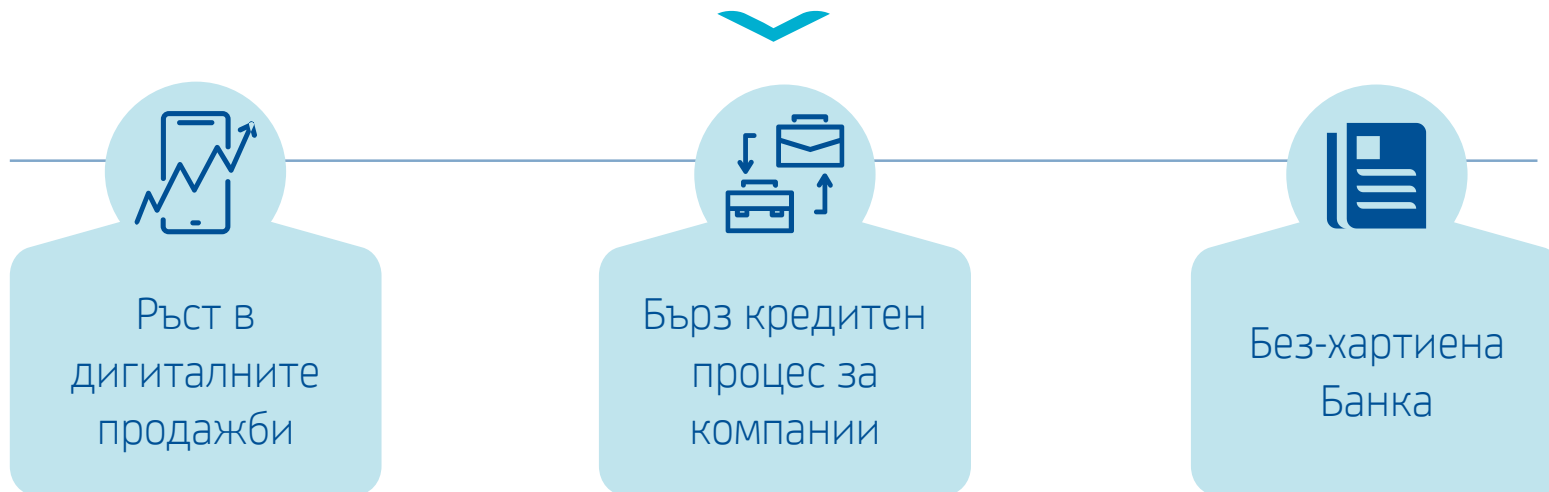 Ръст в
дигиталните
продажби
Бърз кредитен
процес за
компании
Без-хартиена
Банка